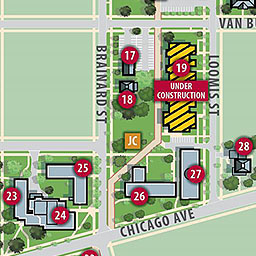 VAN BU
BRAINARD ST
17
19
LOOMIS ST
18
UNDER
CONSTRUCTION
JC
28
25
27
23
26
24
CHICAGO AVE